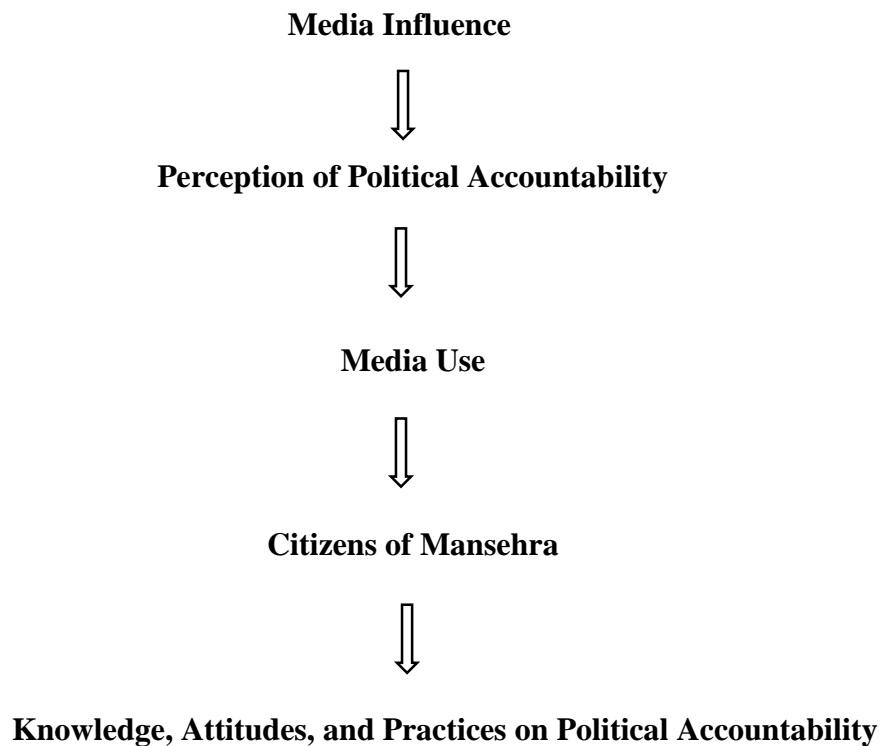 Media Influence
Perception of Political Accountability
Media Use
Citizens of Mansehra
Knowledge, Attitudes, and Practices on Political Accountability